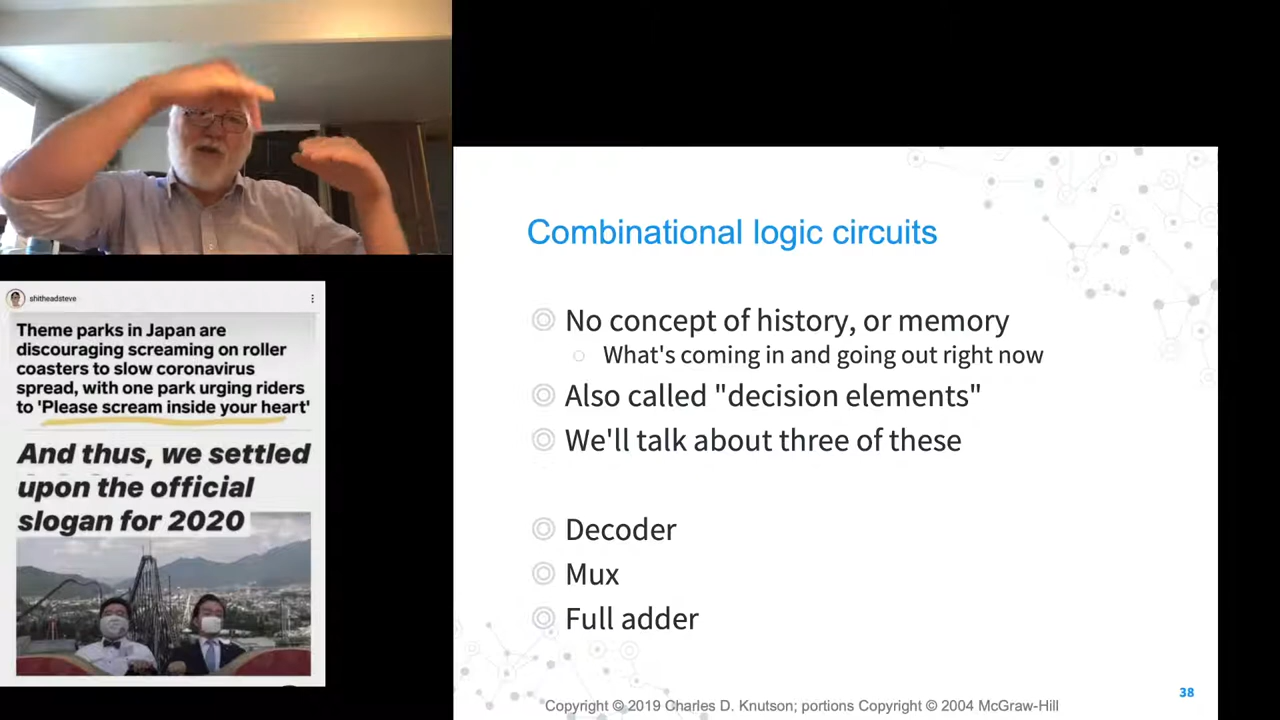 shitheadsteve
Theme parks in Japan are
discouraging screaming on roller
coasters to slow coronavirus
spread, with one park urging riders
to 'Please scream inside your heart'
And thus, we settled
upon the official
slogan for 2020
Combinational logic circuits
No concept of history, or memory
What's coming in and going out right now
Also called "decision elements"
We'll talk about three of these
Decoder
Mux
Full adder
Copyright © 2019 Charles D. Knutson; portions Copyright © 2004 McGraw-Hill
38